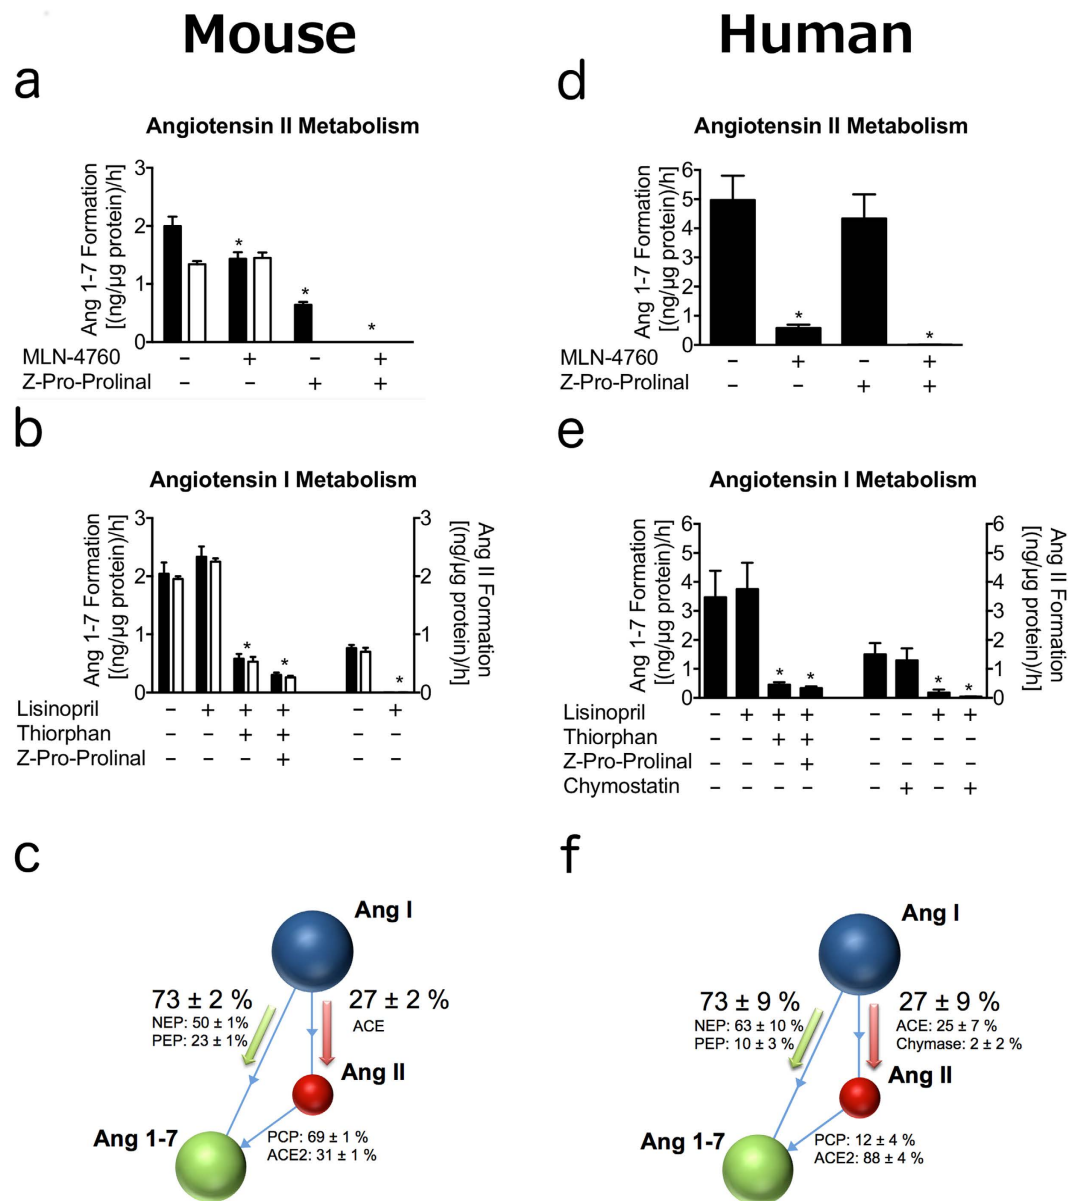 Mouse
Human
a
Angiotensin II Metabolism
Ang 1-7 Formation
[(ng/µg protein)/h]
3
2
1
0
*
*
*
MLN-4760 – + – +
Z-Pro-Prolinal – – + +
d
Angiotensin II Metabolism
Ang 1-7 Formation
[(ng/µg protein)/h]
6
5
4
3
2
1
0
*
*
MLN-4760 – + – +
Z-Pro-Prolinal – – + +
b
Angiotensin I Metabolism
Ang 1-7 Formation
[(ng/µg protein)/h]
3
2
1
0
*
*
*
3
2
1
0
Ang II Formation
[(ng/µg protein)/h]
Lisinopril – + + + – +
Thiorphan – – + + – –
Z-Pro-Prolinal – – – + – –
e
Angiotensin I Metabolism
Ang 1-7 Formation
[(ng/µg protein)/h]
6
5
4
3
2
1
0
*
*
*
*
6
5
4
3
2
1
0
Ang II Formation
[(ng/µg protein)/h]
Lisinopril – + + + – – + +
Thiorphan – – + + – – – –
Z-Pro-Prolinal – – – + – – – –
Chymostatin – – – – – + – +
c
Ang I
73 ± 2 %
NEP: 50 ± 1%
PEP: 23 ± 1%
27 ± 2 %
ACE
Ang II
Ang 1-7
PCP: 69 ± 1 %
ACE2: 31 ± 1 %
f
Ang I
73 ± 9 %
NEP: 63 ± 10 %
PEP: 10 ± 3 %
27 ± 9 %
ACE: 25 ± 7 %
Chymase: 2 ± 2 %
Ang II
Ang 1-7
PCP: 12 ± 4 %
ACE2: 88 ± 4 %